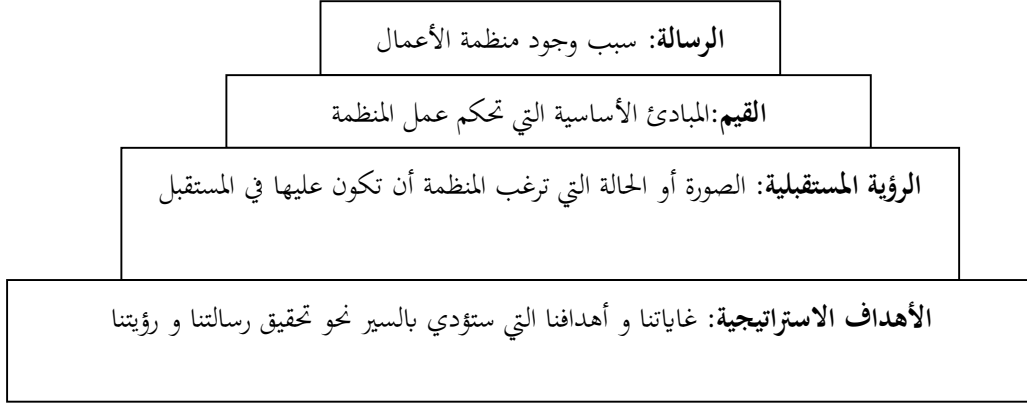 الرسالة: سبب وجود منظمة الأعمال
القيم:المبادئ الأساسية التي تحكم عمل المنظمة
الرؤية المستقبلية: الصورة أو الحالة التي ترغب المنظمة أن تكون عليها في المستقبل
الأهداف الاستراتيجية: غاياتنا و أهدافنا التي ستؤدي بالسير نحو تحقيق رسالتنا و رؤيتنا